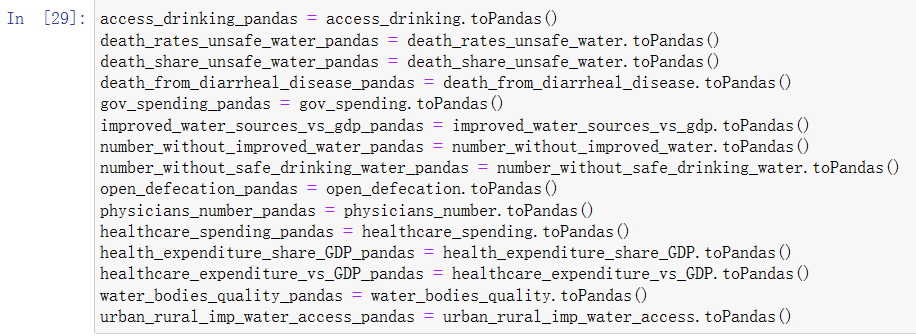 In [29]: access_drinking_pandas = access_drinking.toPandas()
death_rates_unsafe_water_pandas = death_rates_unsafe_water.toPandas()
death_share_unsafe_water_pandas = death_share_unsafe_water.toPandas()
death_from_diarrheal_disease_pandas = death_from_diarrheal_disease.toPandas()
gov_spending_pandas = gov_spending.toPandas()
improved_water_sources_vs_gdp_pandas = improved_water_sources_vs_gdp.toPandas()
number_without_improved_water_pandas = number_without_improved_water.toPandas()
number_without_safe_drinking_water_pandas = number_without_safe_drinking_water.toPandas()
open_defecation_pandas = open_defecation.toPandas()
physicians_number_pandas = physicians_number.toPandas()
healthcare_spending_pandas = healthcare_spending.toPandas()
health_expenditure_share_GDP_pandas = health_expenditure_share_GDP.toPandas()
healthcare_expenditure_vs_GDP_pandas = healthcare_expenditure_vs_GDP.toPandas()
water_bodies_quality_pandas = water_bodies_quality.toPandas()
urban_rural_imp_water_access_pandas = urban_rural_imp_water_access.toPandas()